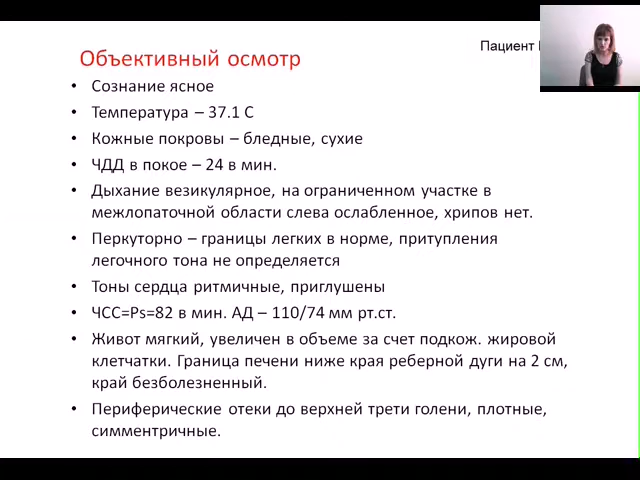 Пациент
Объективный осмотр
• Сознание ясное
• Температура – 37.1 С
• Кожные покровы – бледные, сухие
• ЧДД в покое – 24 в мин.
• Дыхание везикулярное, на ограниченном участке в
межлопаточной области слева ослабленное, хрипов нет.
• Перкуторно – границы легких в норме, притупления
легочного тона не определяется
• Тоны сердца ритмичные, приглушены
• ЧСС=Ps=82 в мин. АД – 110/74 мм рт.ст.
• Живот мягкий, увеличен в объеме за счет подкож. жировой
клетчатки. Граница печени ниже края реберной дуги на 2 см,
край безболезненный.
• Периферические отеки до верхней трети голени, плотные,
симментричные.